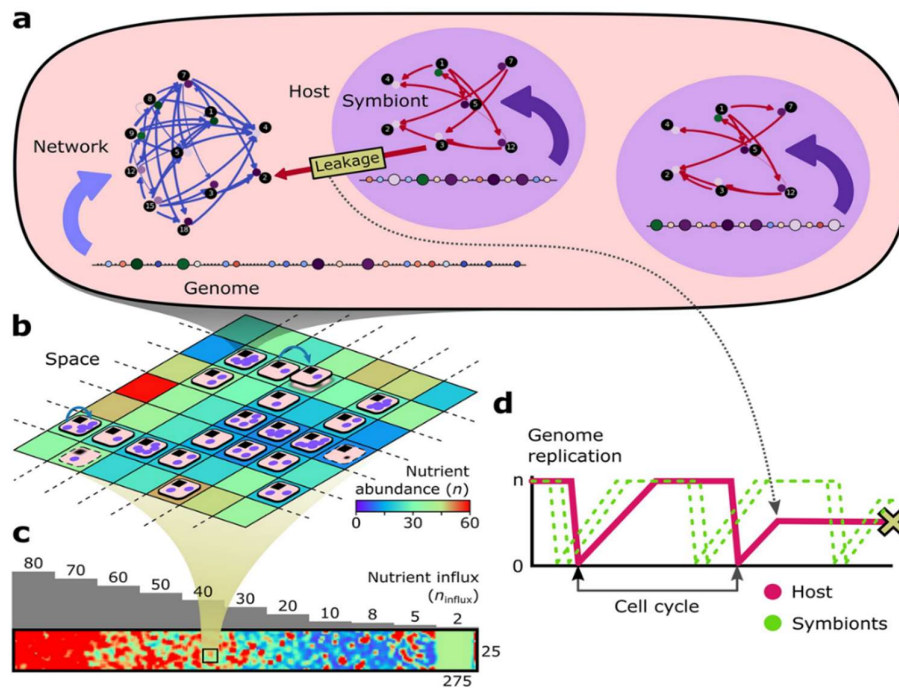 a
Host
Symbiont
Network
Leakage
Genome
7
8
1
9
4
5
12
3
2
15
18
1
7
4
5
2
3
12
1
7
4
5
2
3
12
b
Space
Nutrient
abundance (n)
0
30
60
c
80
70
60
50
40
30
20
10
8
5
2
Nutrient influx
(n influx)
25
275
d
Genome
replication
n
0
Cell cycle
Host
Symbionts